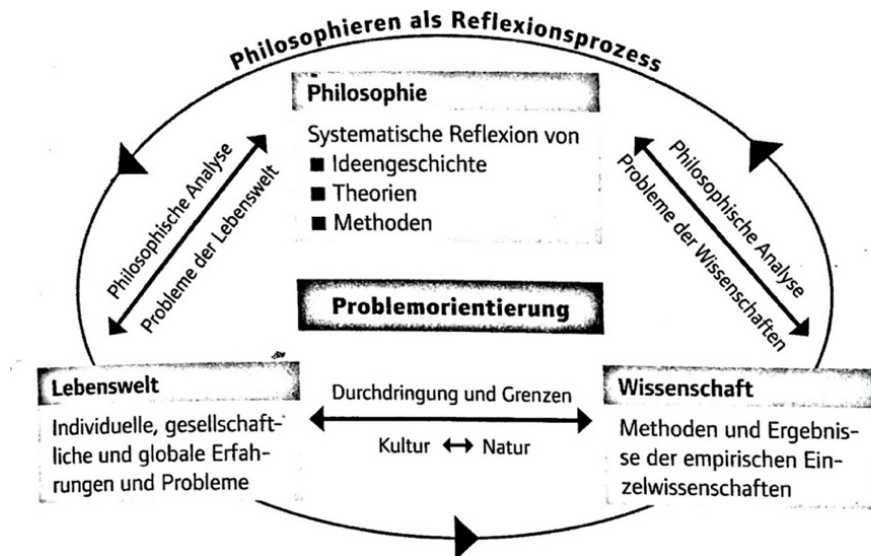 Philosophieren als Reflexionsprozess
Philosophie
Systematische Reflexion von
■ Ideengeschichte
■ Theorien
■ Methoden
Philosophische Analyse
Probleme der Lebenswelt
Philosophische Analyse
Probleme der Wissenschaften
Problemorientierung
Lebenswelt
Individuelle, gesellschaft-
liche und globale Erfah-
rungen und Probleme
Durchdringung und Grenzen
Kultur ↔ Natur
Wissenschaft
Methoden und Ergebnis-
se der empirischen Ein-
zelwissenschaften